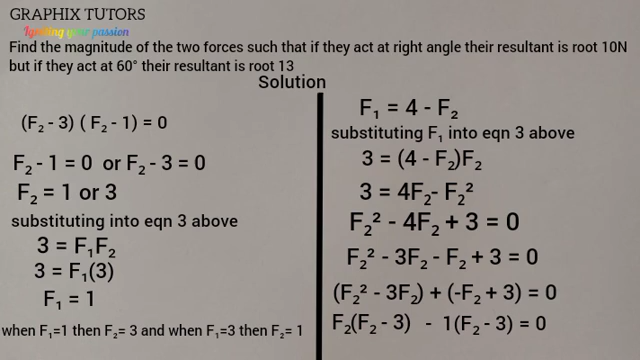 GRAPHIX TUTORS
Igniting your passion
Find the magnitude of the two forces such that if they act at right angle their resultant is root 10N
but if they act at 60° their resultant is root 13
Solution
(F₂ - 3) ( F₂ - 1) = 0
F₂ - 1 = 0 or F₂ - 3 = 0
F₂ = 1 or 3
substituting into eqn 3 above
3 = F₁F₂
3 = F₁(3)
F₁ = 1
when F₁=1 then F₂= 3 and when F₁=3 then F₂= 1
F₁ = 4 - F₂
substituting F₁ into eqn 3 above
3 = (4 - F₂)F₂
3 = 4F₂- F₂²
F₂² - 4F₂ + 3 = 0
F₂² - 3F₂ - F₂ + 3 = 0
(F₂² - 3F₂) + (-F₂ + 3) = 0
F₂(F₂ - 3) - 1(F₂ - 3) = 0